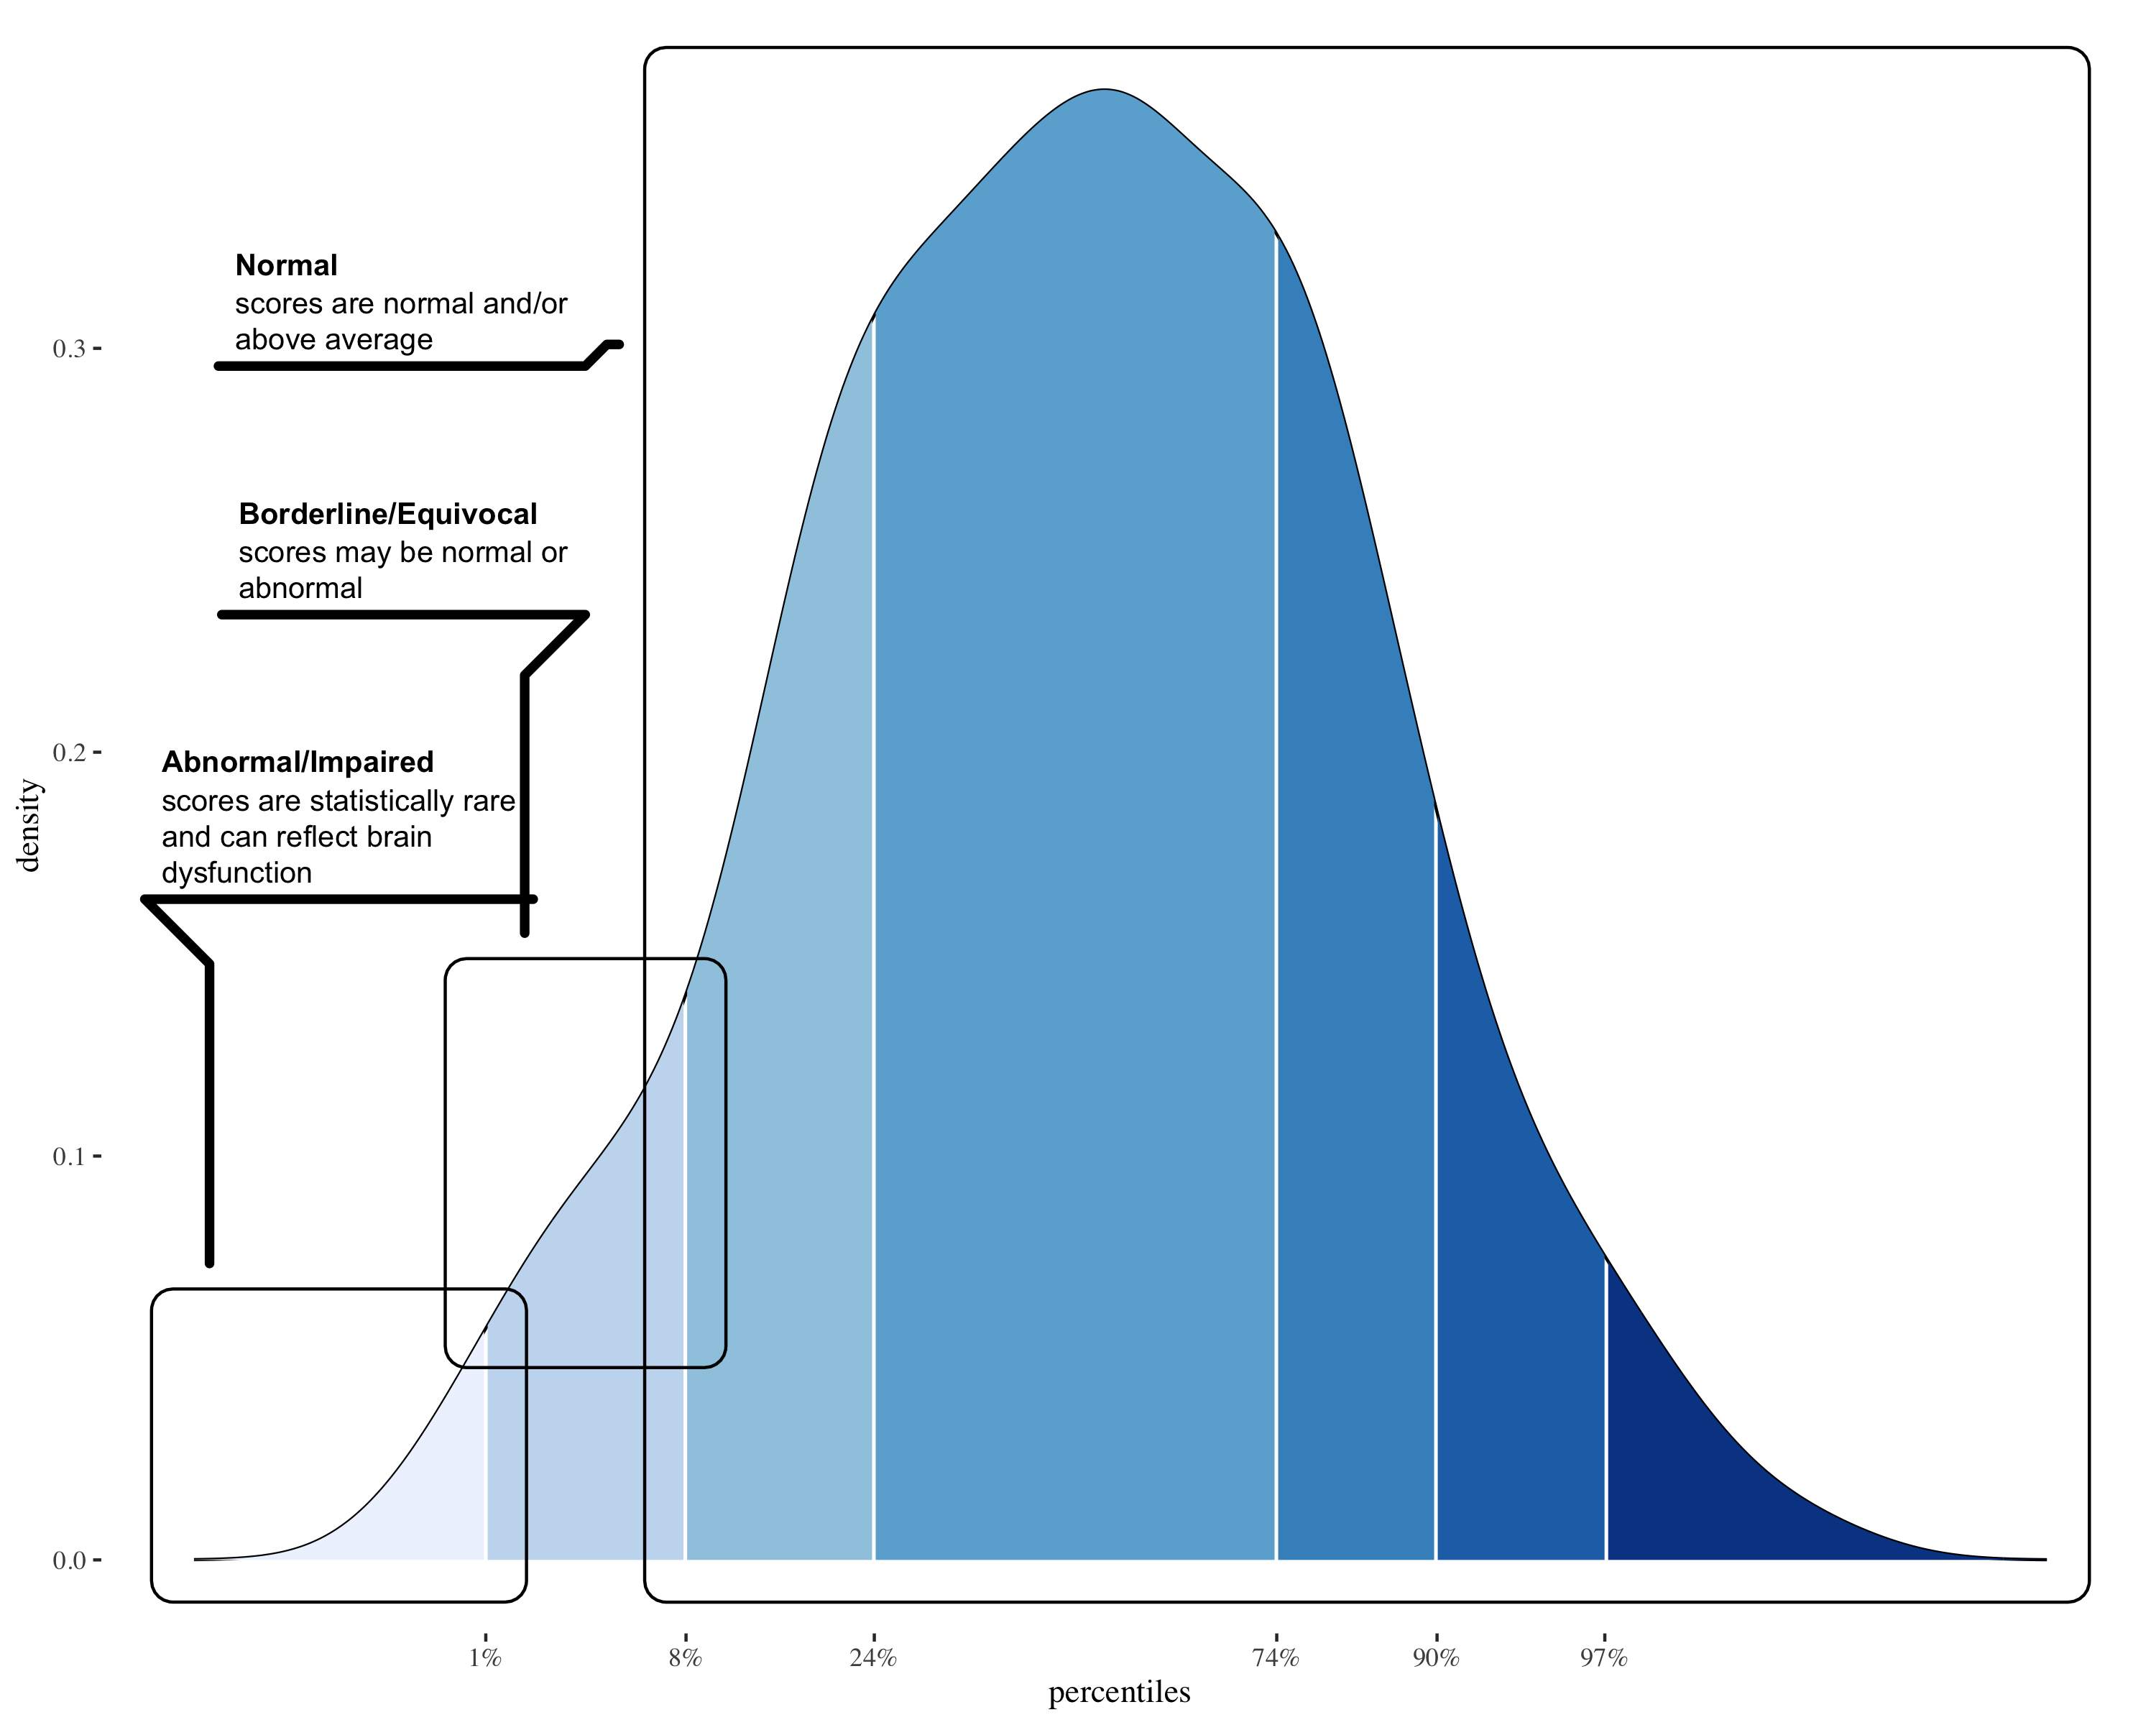 Normal
scores are normal and/or
above average
0.3
Borderline/Equivocal
scores may be normal or
abnormal
0.2
Abnormal/Impaired
scores are statistically rare
and can reflect brain
dysfunction
density
0.1
0.0
1% 8% 24% 74% 90% 97%
percentiles